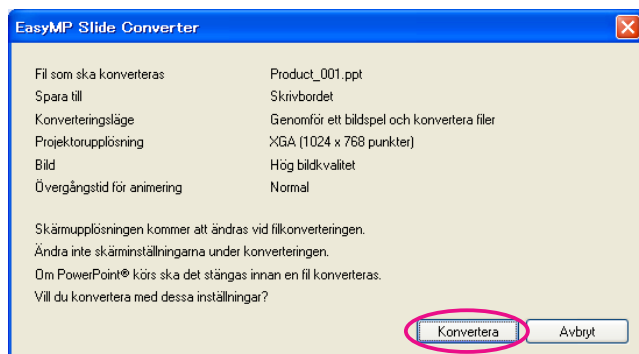 EasyMP Slide Converter
Fil som ska konverteras Product_001.ppt
Spara till Skrivbordet
Konverteringsläge Genomför ett bildspel och konvertera filer
Projektorupplösning XGA (1024 x 768 punkter)
Bild Hög bildkvalitet
Övergångstid för animering Normal
Skärmupplösningen kommer att ändras vid filkonverteringen.
Ändra inte skärminställningarna under konverteringen.
Om PowerPoint® körs ska det stängas innan en fil konverteras.
Vill du konvertera med dessa inställningar?
Konvertera Avbryt